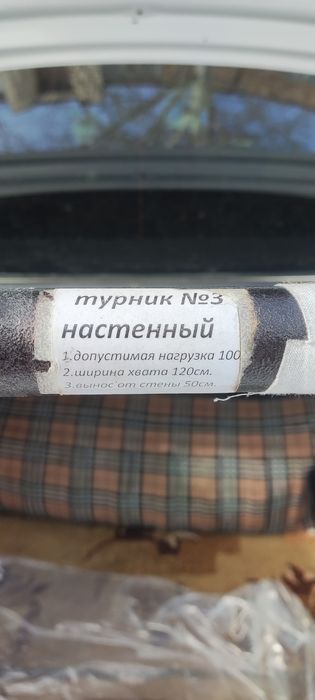 турник №3
настенный
1.допустимая нагрузка 100
2.ширина хвата 120см.
3.вынос от стены 50см.